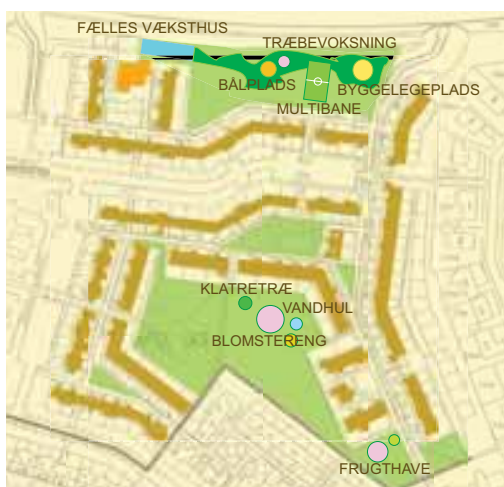 FÆLLES VÆKSTHUS
TRÆBEVOKSNING
BÅLPLADS
BYGGELEGEPLADS
MULTIBANE
KLATRETRÆ
VANDHUL
BLOMSTERENG
FRUGTHAVE